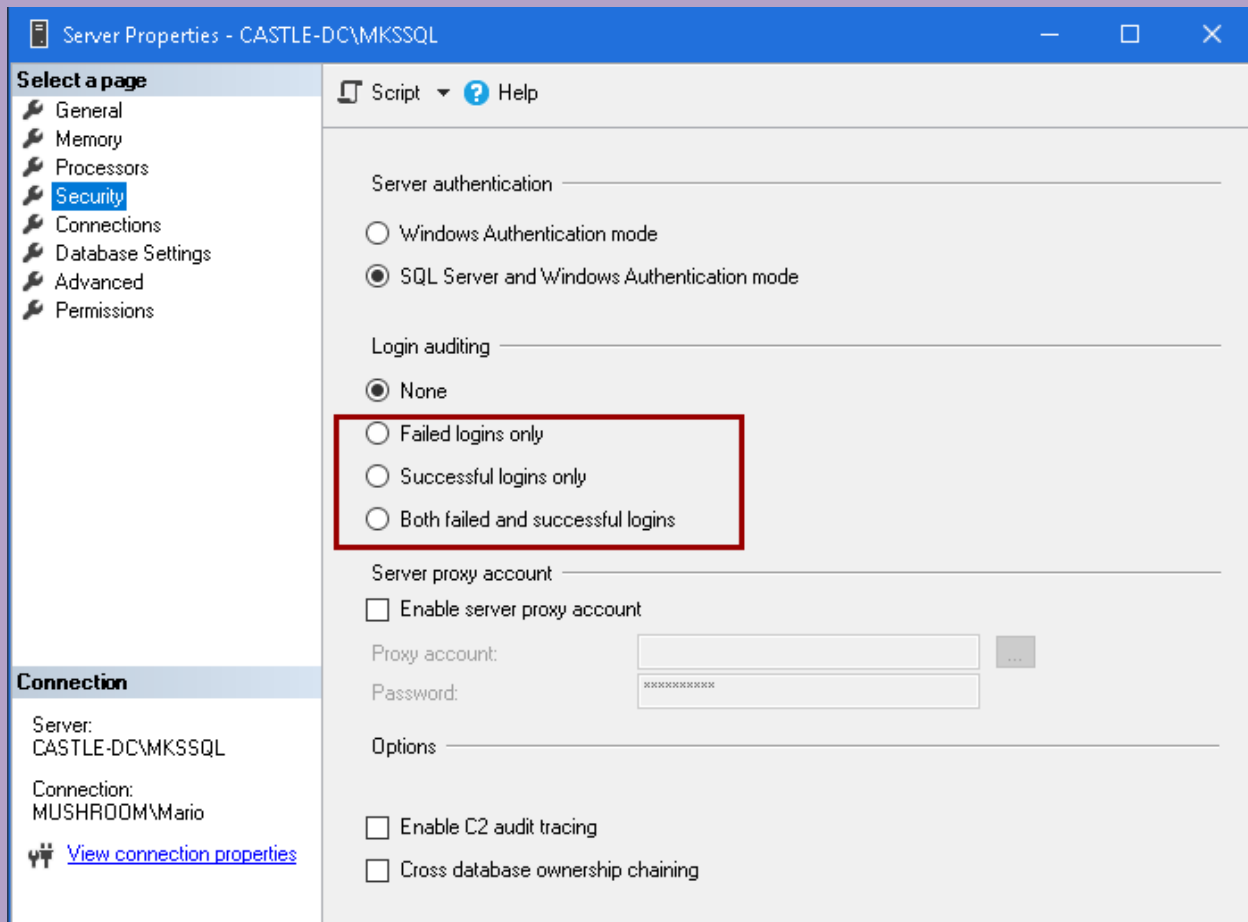 Server Properties - CASTLE-DC\MKSSQL
Select a page
General
Memory
Processors
Security
Connections
Database Settings
Advanced
Permissions
Script
Help
Server authentication
Windows Authentication mode
SQL Server and Windows Authentication mode
Login auditing
None
Failed logins only
Successful logins only
Both failed and successful logins
Server proxy account
Enable server proxy account
Proxy account:
...
Password:
**********
Options
Enable C2 audit tracing
Cross database ownership chaining
Connection
Server:
CASTLE-DC\MKSSQL
Connection:
MUSHROOM\Mario
View connection properties